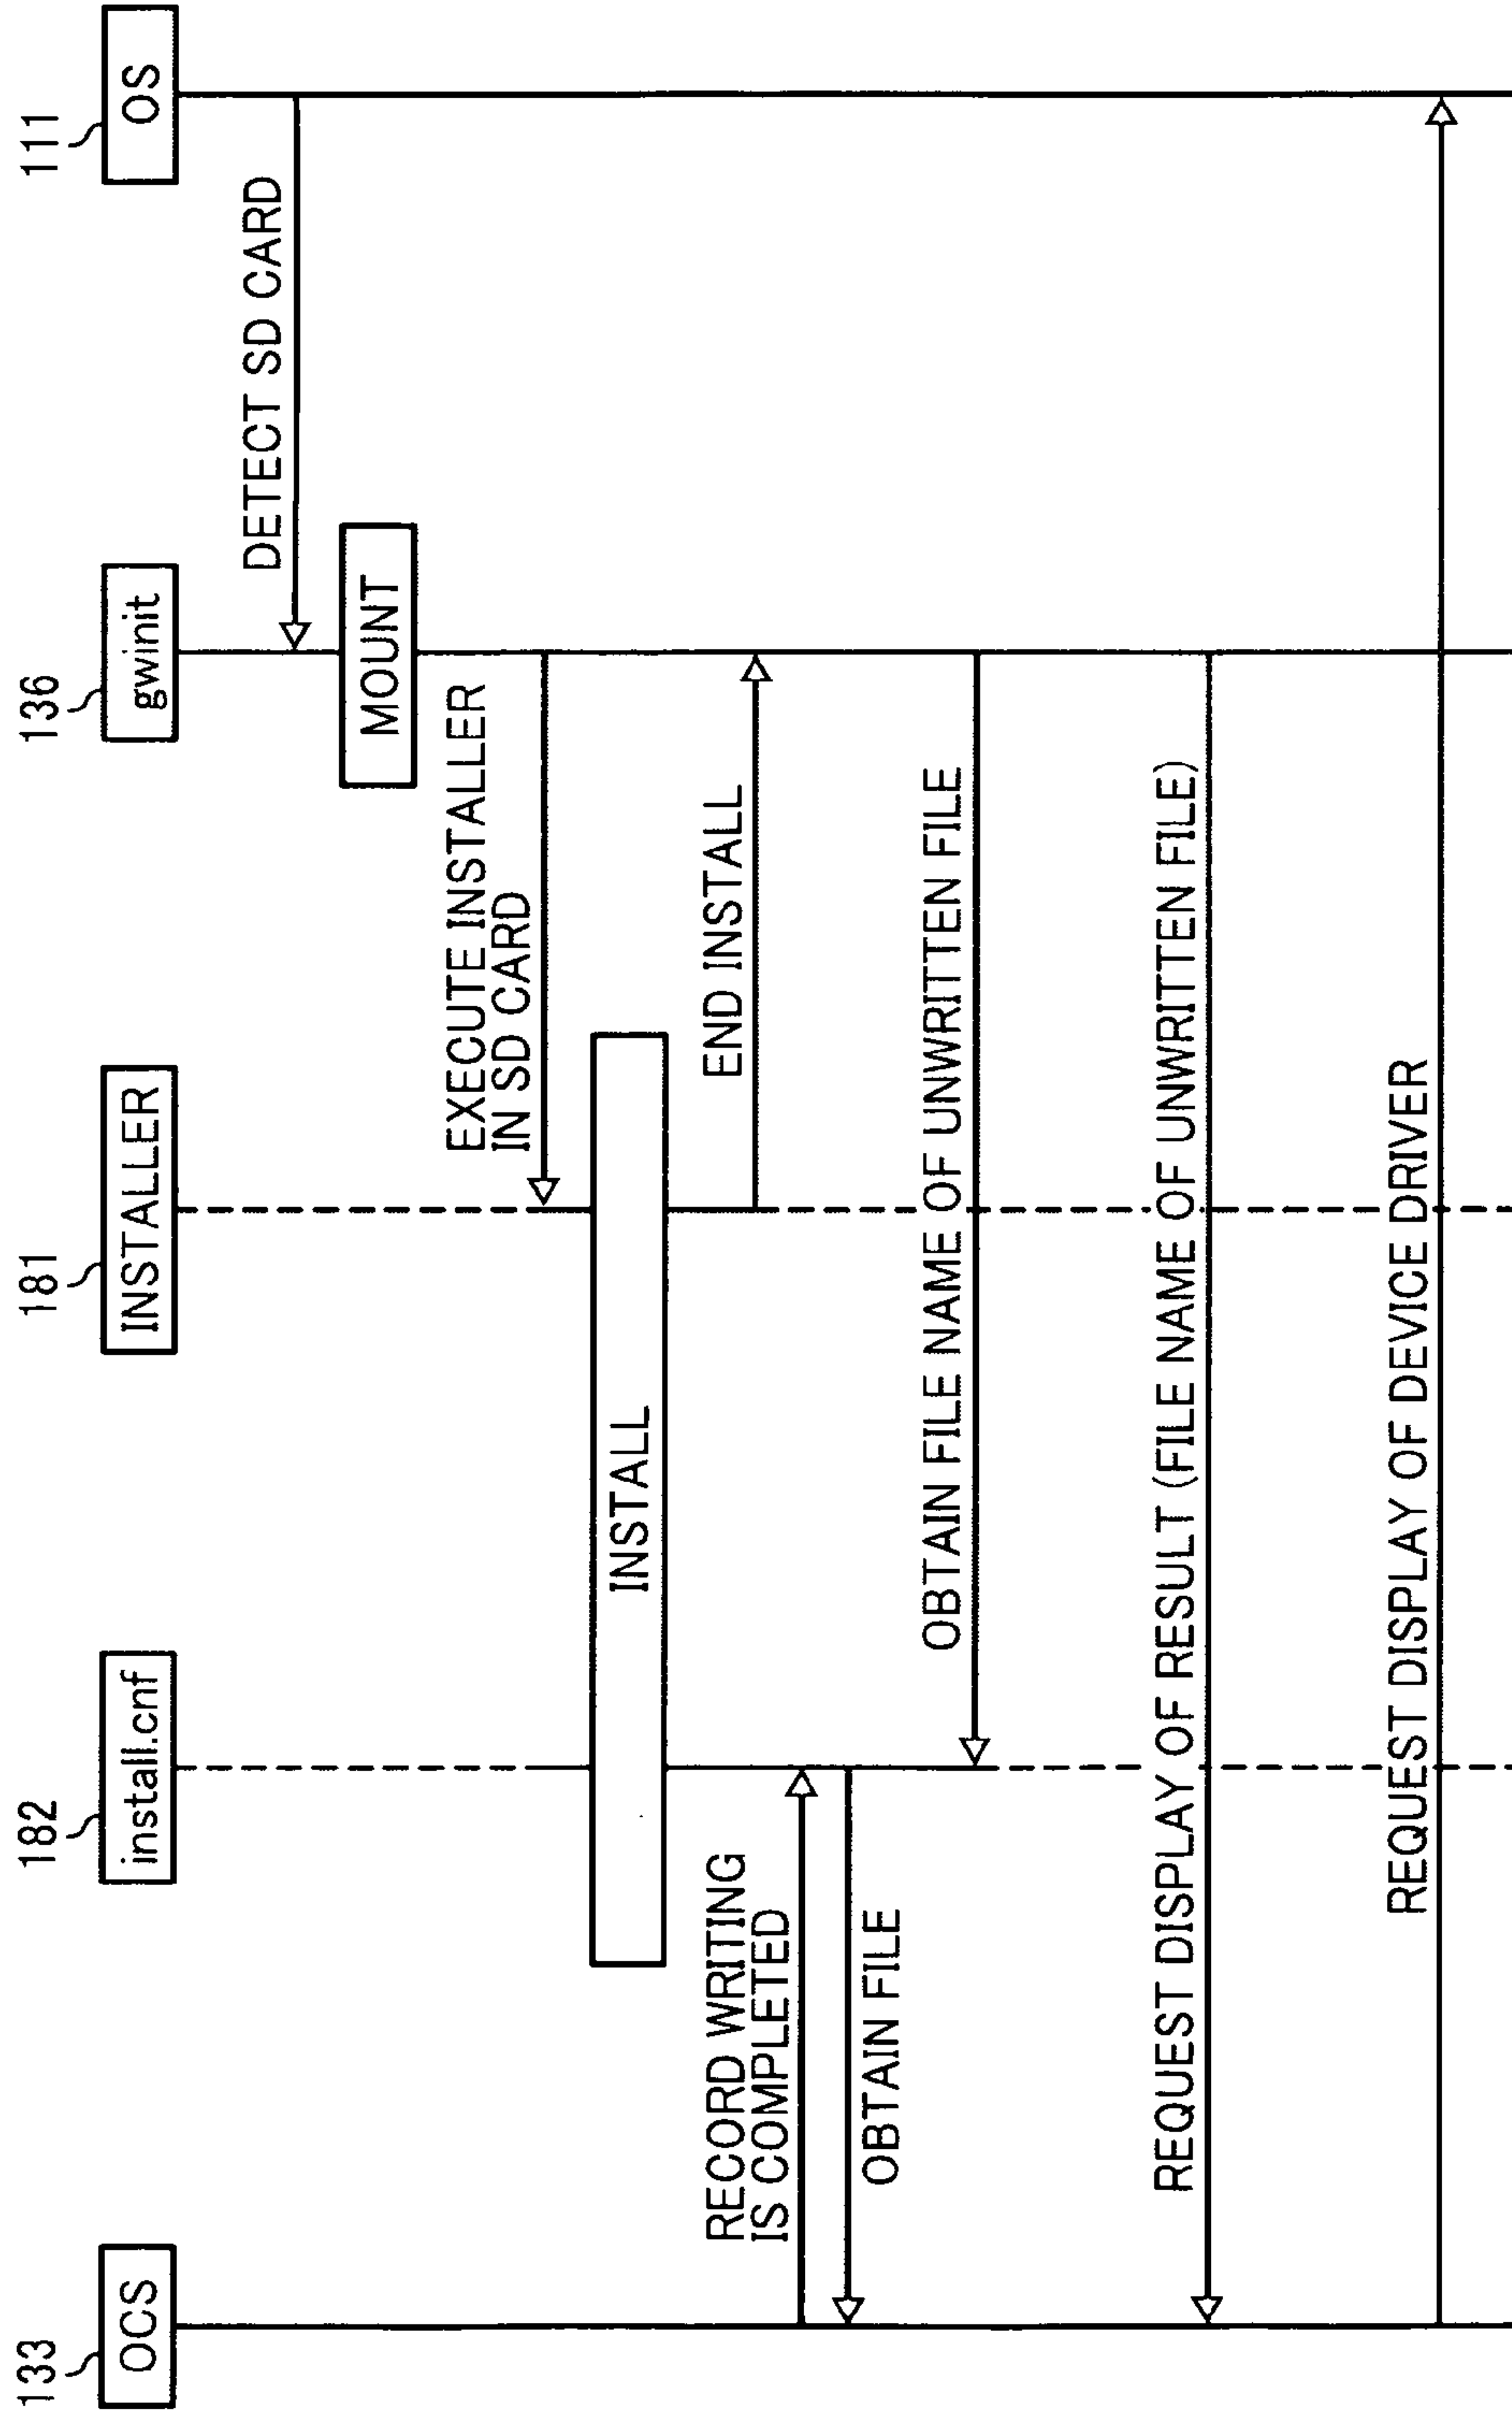 133
182
181
136
111
OCS
install.cnf
INSTALLER
gwinit
OS
DETECT SD CARD
MOUNT
EXECUTE INSTALLER
IN SD CARD
INSTALL
RECORD WRITING
IS COMPLETED
END INSTALL
OBTAIN FILE
OBTAIN FILE NAME OF UNWRITTEN FILE
REQUEST DISPLAY OF RESULT (FILE NAME OF UNWRITTEN FILE)
REQUEST DISPLAY OF DEVICE DRIVER